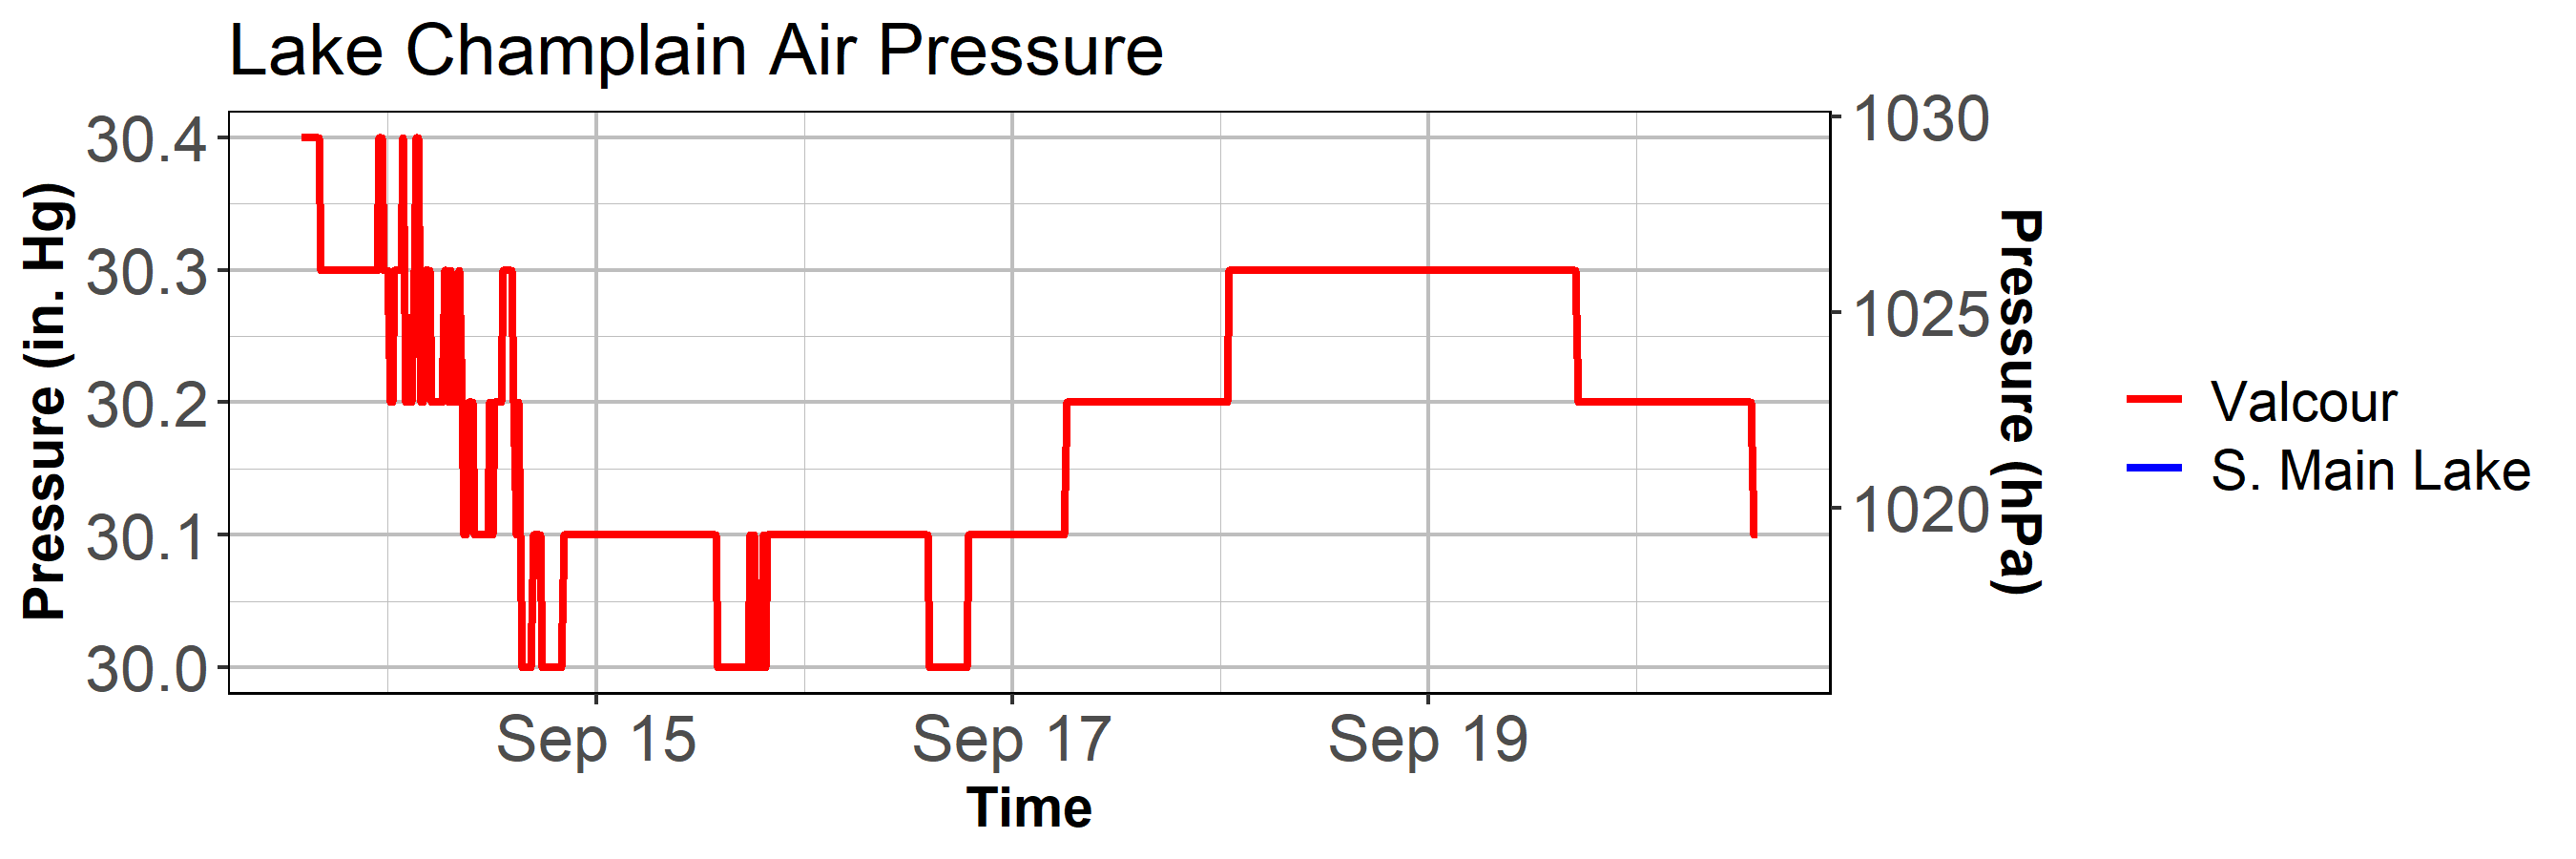 Lake Champlain Air Pressure
Pressure (in. Hg)
30.4
30.3
30.2
30.1
30.0
1030
1025
1020
Pressure (hPa)
Sep 15
Sep 17
Sep 19
Time
Valcour
S. Main Lake